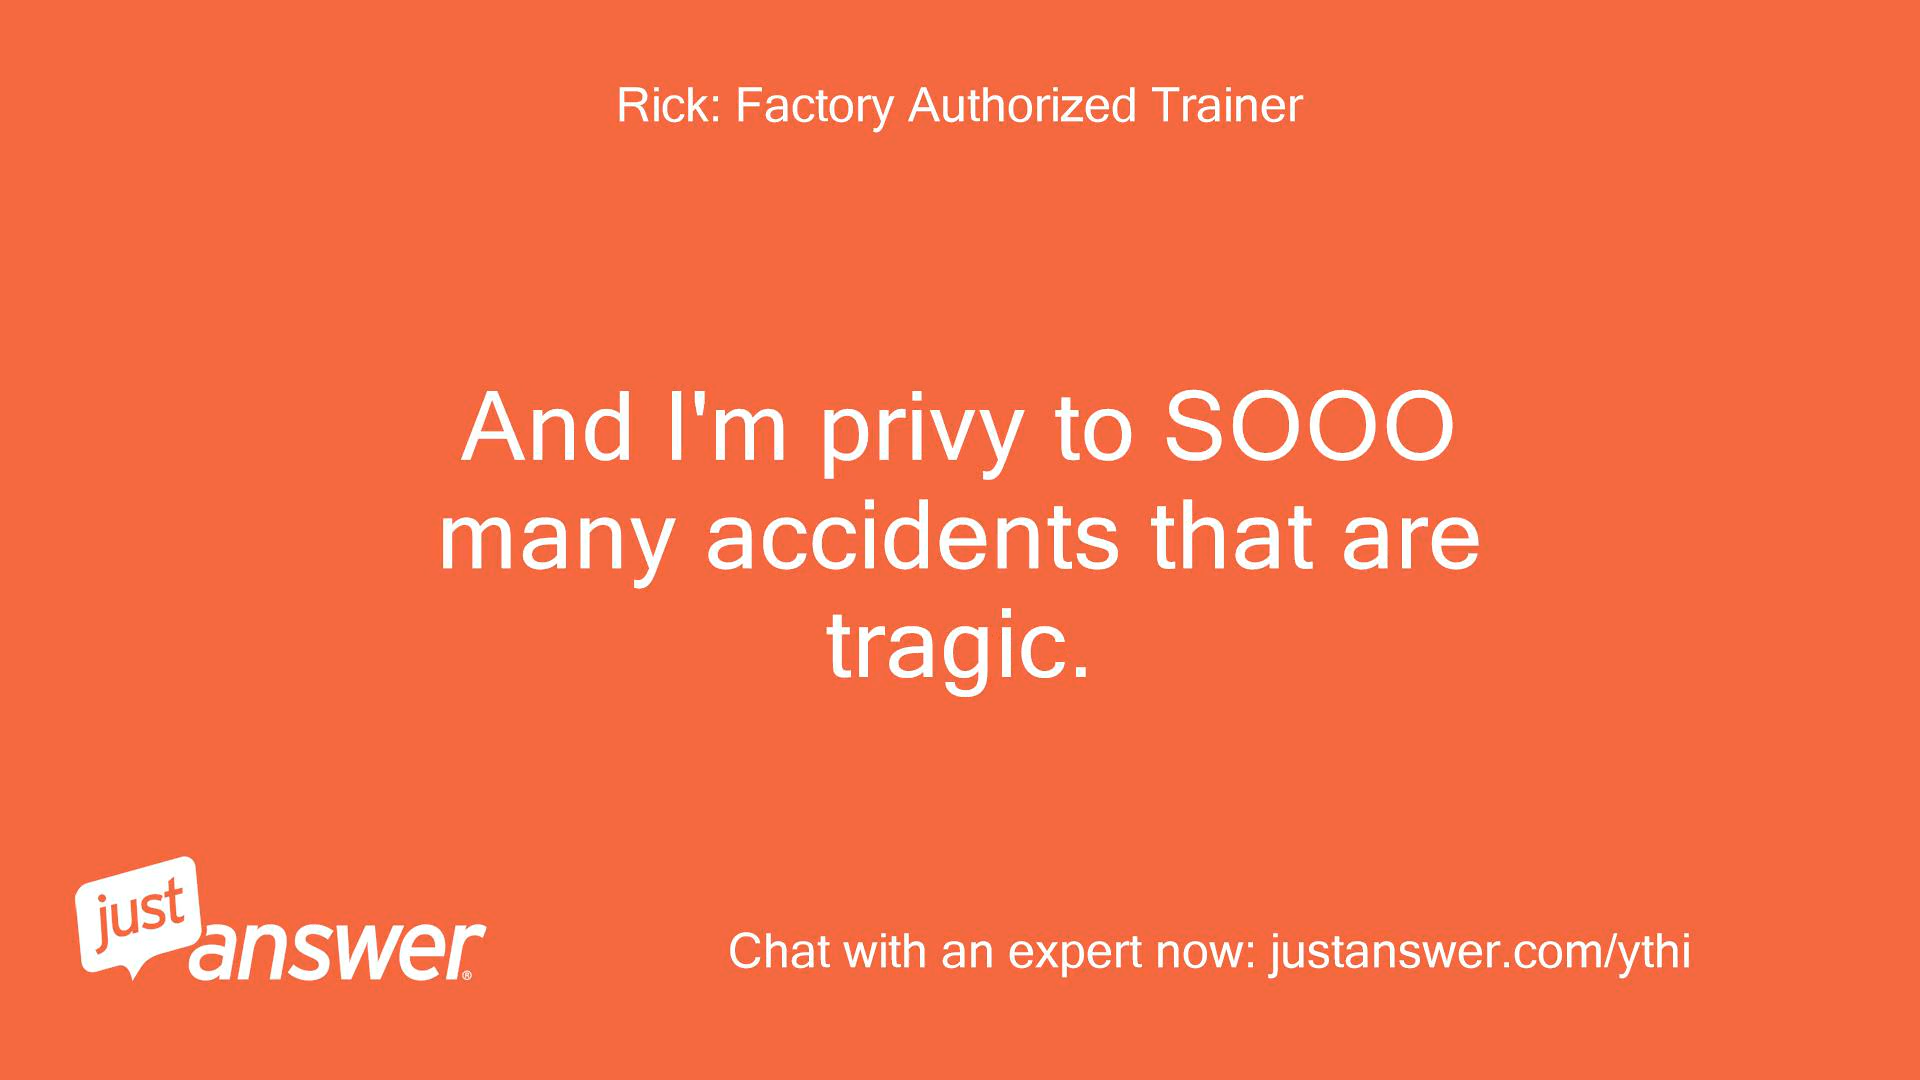 Rick: Factory Authorized Trainer
And I'm privy to SOOO
many accidents that are
tragic.
just
answer®
Chat with an expert now: justanswer.com/ythi